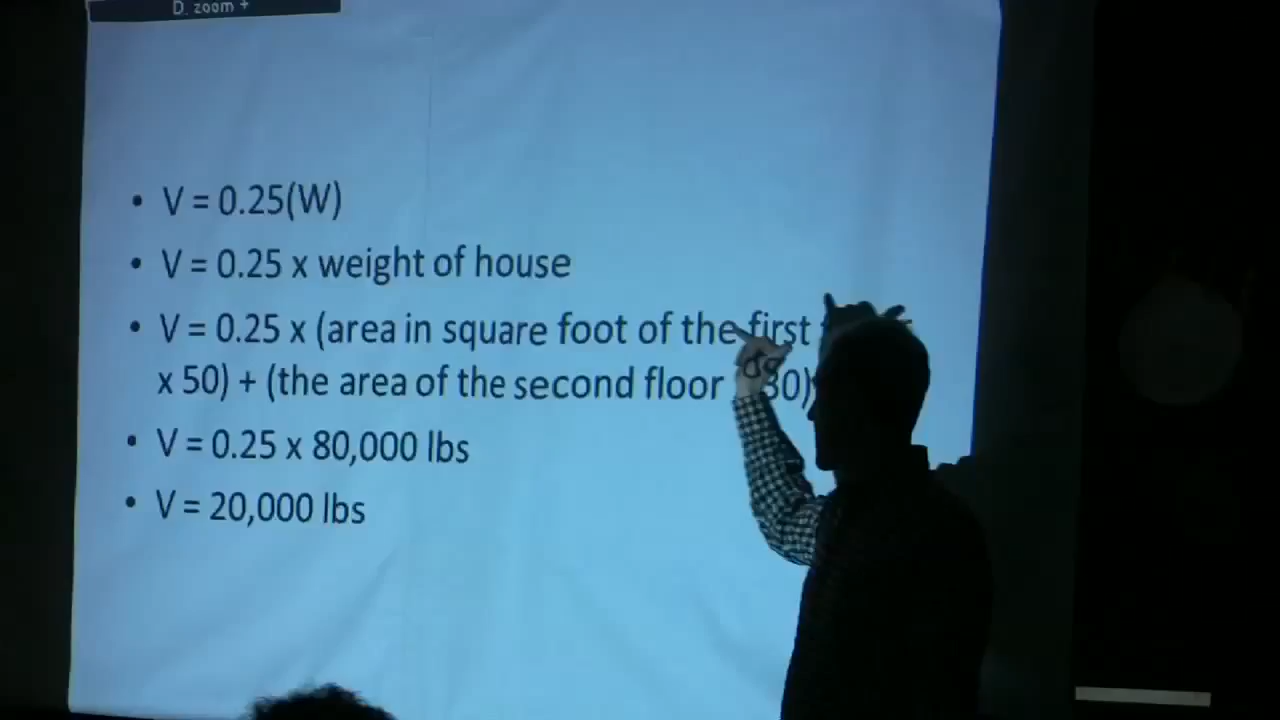 D. zoom +
• V = 0.25(W)
• V = 0.25 x weight of house
• V = 0.25 x (area in square foot of the first
x 50) + (the area of the second floor 30)
• V = 0.25 x 80,000 lbs
• V = 20,000 lbs